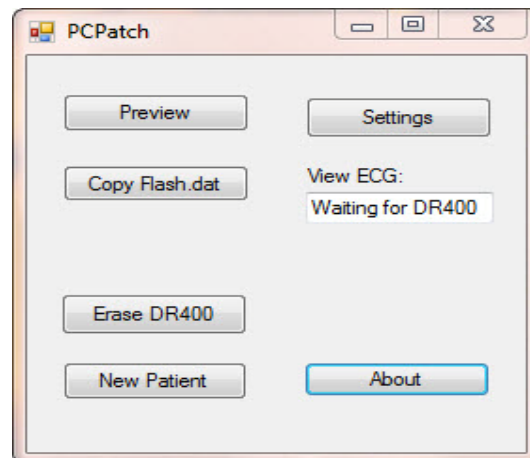 PCPatch
Preview
Settings
Copy Flash.dat
View ECG:
Waiting for DR400
Erase DR400
New Patient
About